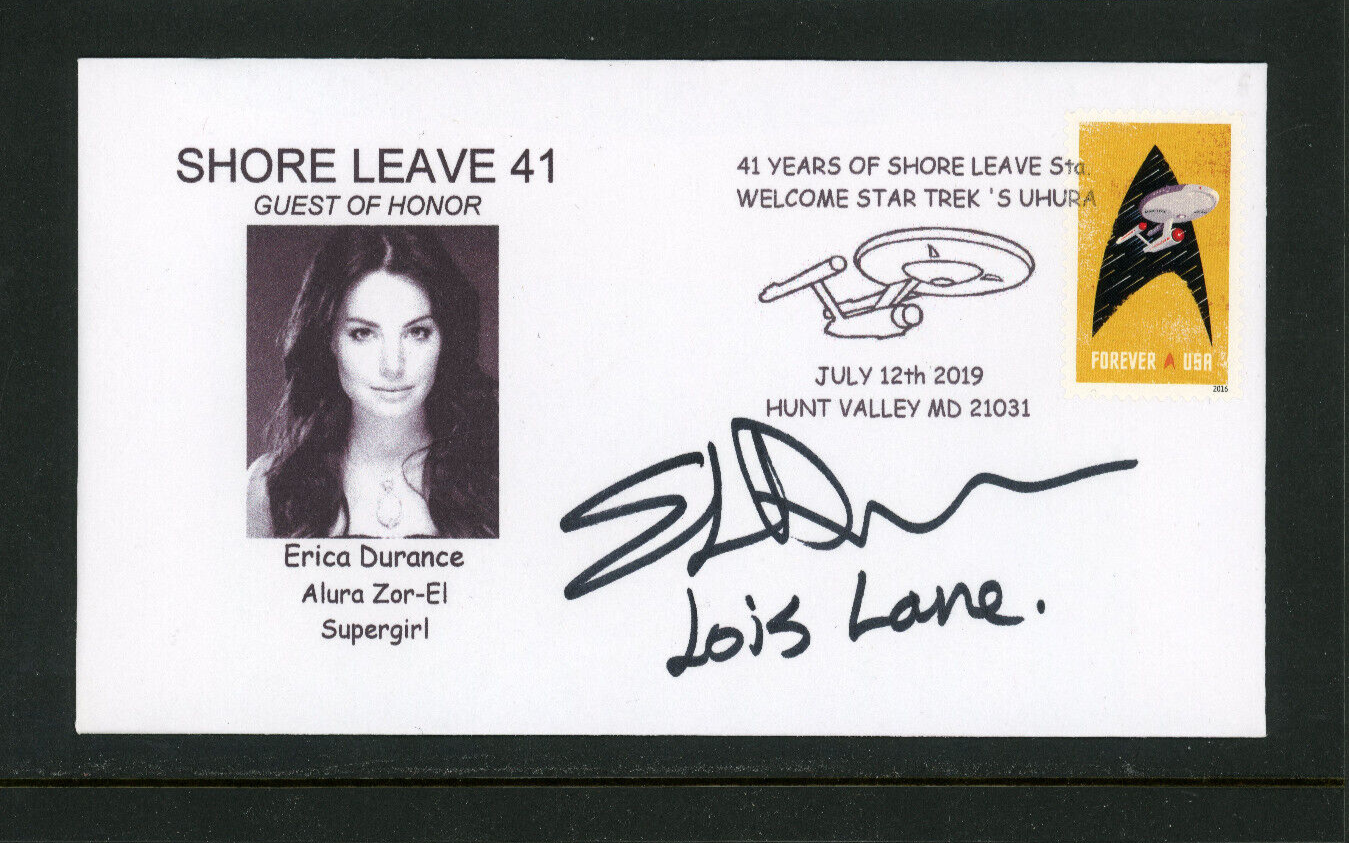 SHORE LEAVE 41
GUEST OF HONOR
Erica Durance
Alura Zor-El
Supergirl
41 YEARS OF SHORE LEAVE Sta.
WELCOME STAR TREK 'S UHURA
JULY 12th 2019
HUNT VALLEY MD 21031
FOREVER USA
2016
Lois Lane.